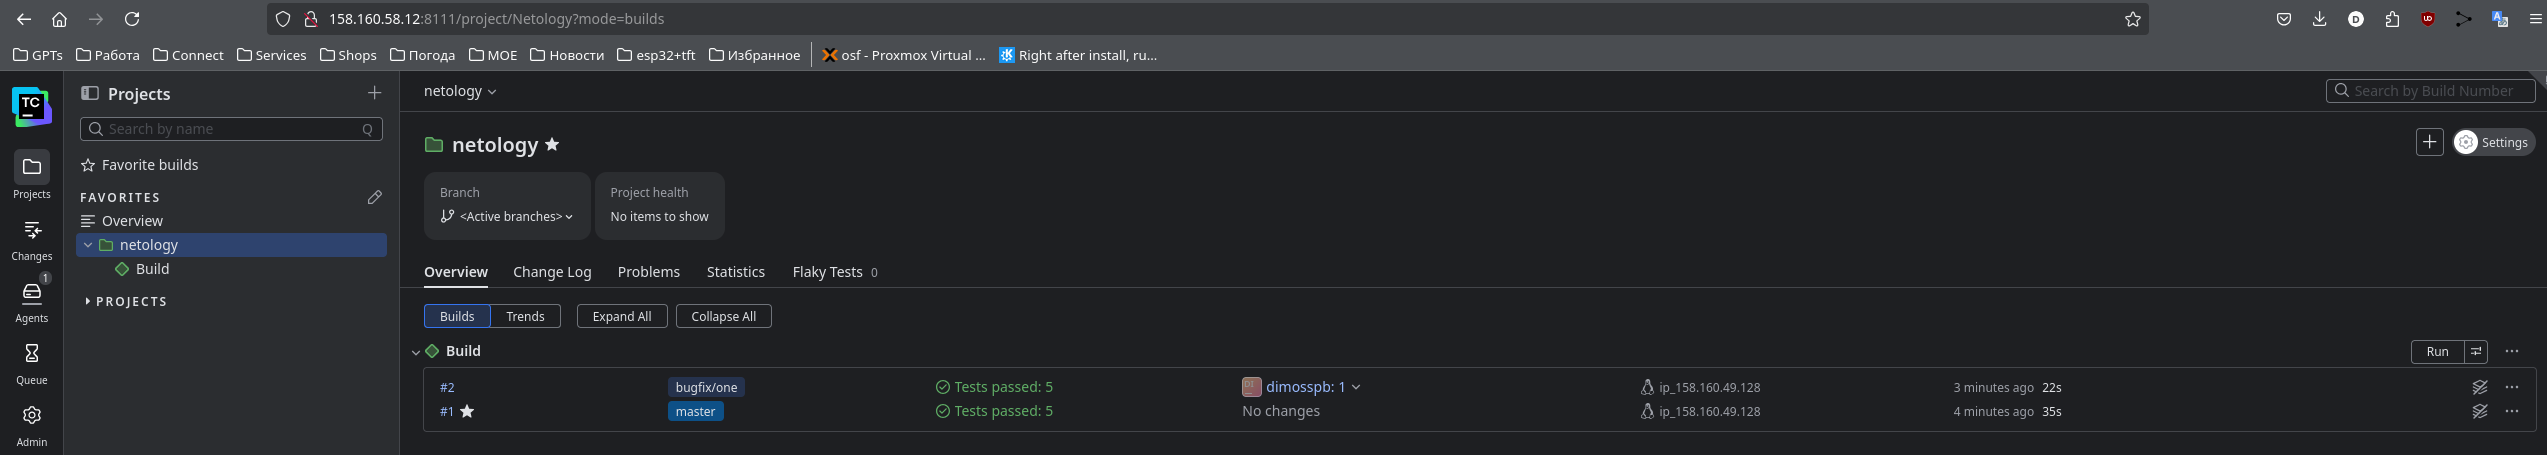 158.160.58.12:8111/project/Netology?mode=builds
GPTs Работа Connect Services Shops Погода МОЕ Новости esp32+tft Избранное osf - Proxmox Virtual ... Right after install, ru...
TC
Projects
Search by name Q
Favorite builds
FAVORITES
Overview
netology
Build
PROJECTS
Projects
Changes
1
Agents
Queue
Admin
netology
Search by Build Number
netology
Settings
Branch
<Active branches>
Project health
No items to show
Overview Change Log Problems Statistics Flaky Tests 0
Builds Trends Expand All Collapse All
Build
Run
#2 bugfix/one Tests passed: 5 dimosspb: 1 ip_158.160.49.128 3 minutes ago 22s
#1 master Tests passed: 5 No changes ip_158.160.49.128 4 minutes ago 35s